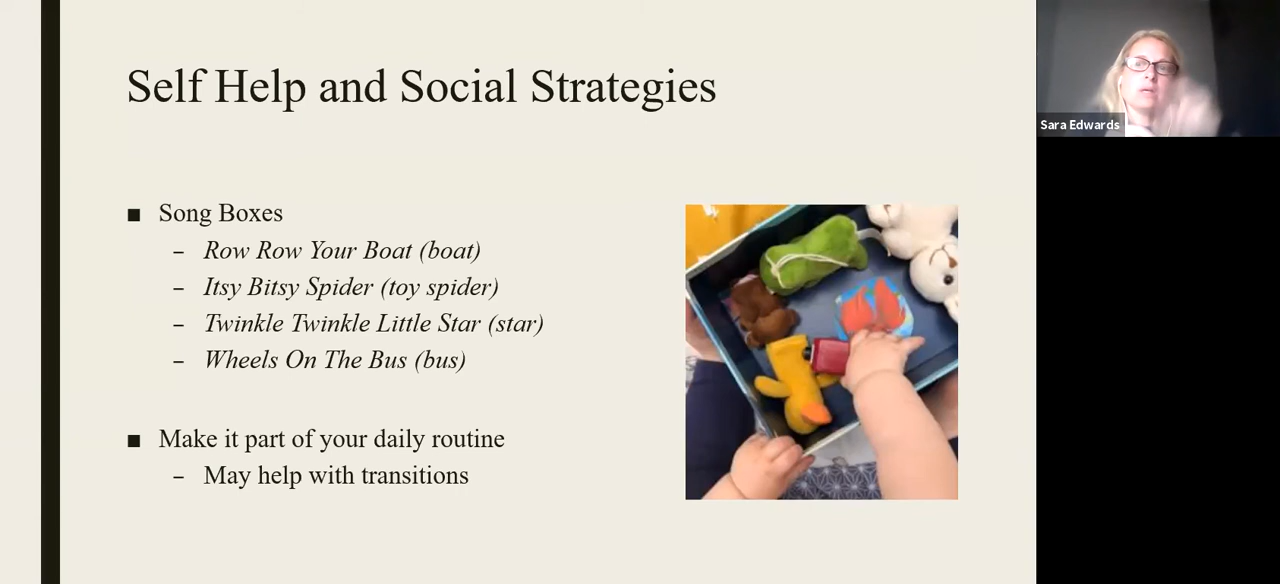 Self Help and Social Strategies
■ Song Boxes
– Row Row Your Boat (boat)
– Itsy Bitsy Spider (toy spider)
– Twinkle Twinkle Little Star (star)
– Wheels On The Bus (bus)
■ Make it part of your daily routine
– May help with transitions
Sara Edwards